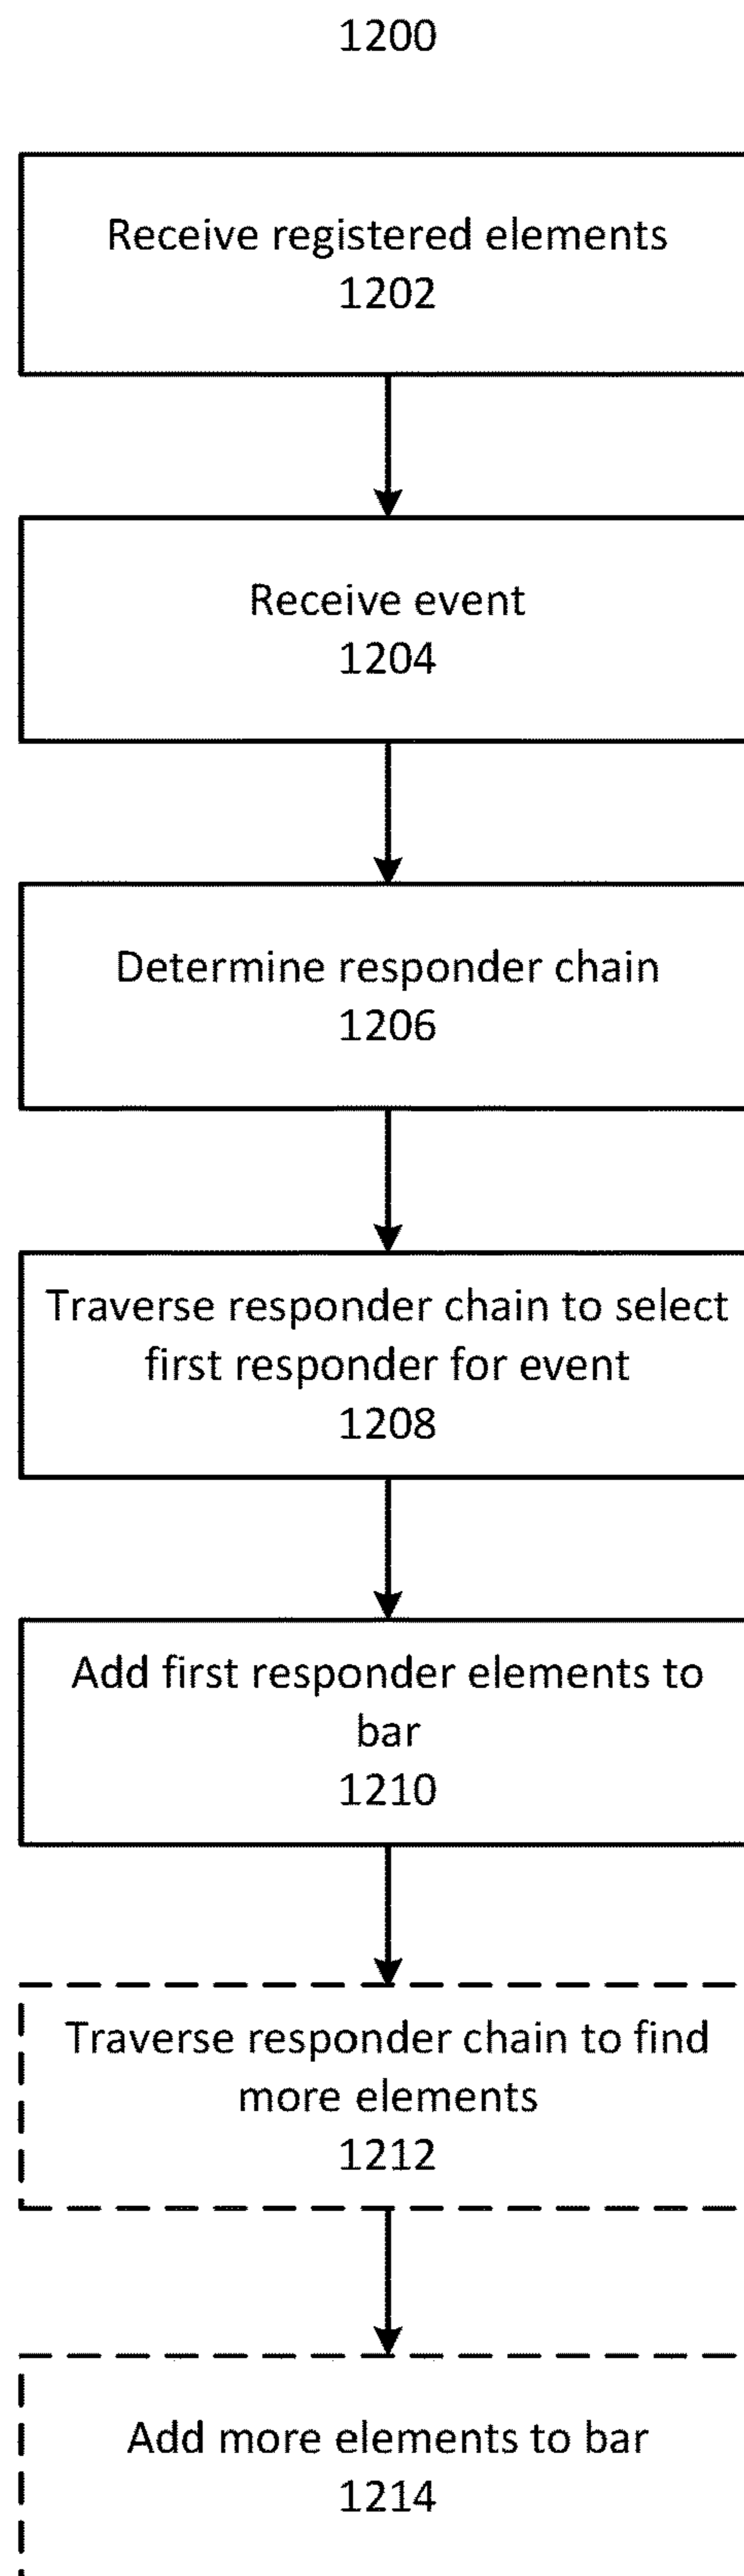 1200
Receive registered elements
1202
Receive event
1204
Determine responder chain
1206
Traverse responder chain to select
first responder for event
1208
Add first responder elements to
bar
1210
Traverse responder chain to find
more elements
1212
Add more elements to bar
1214